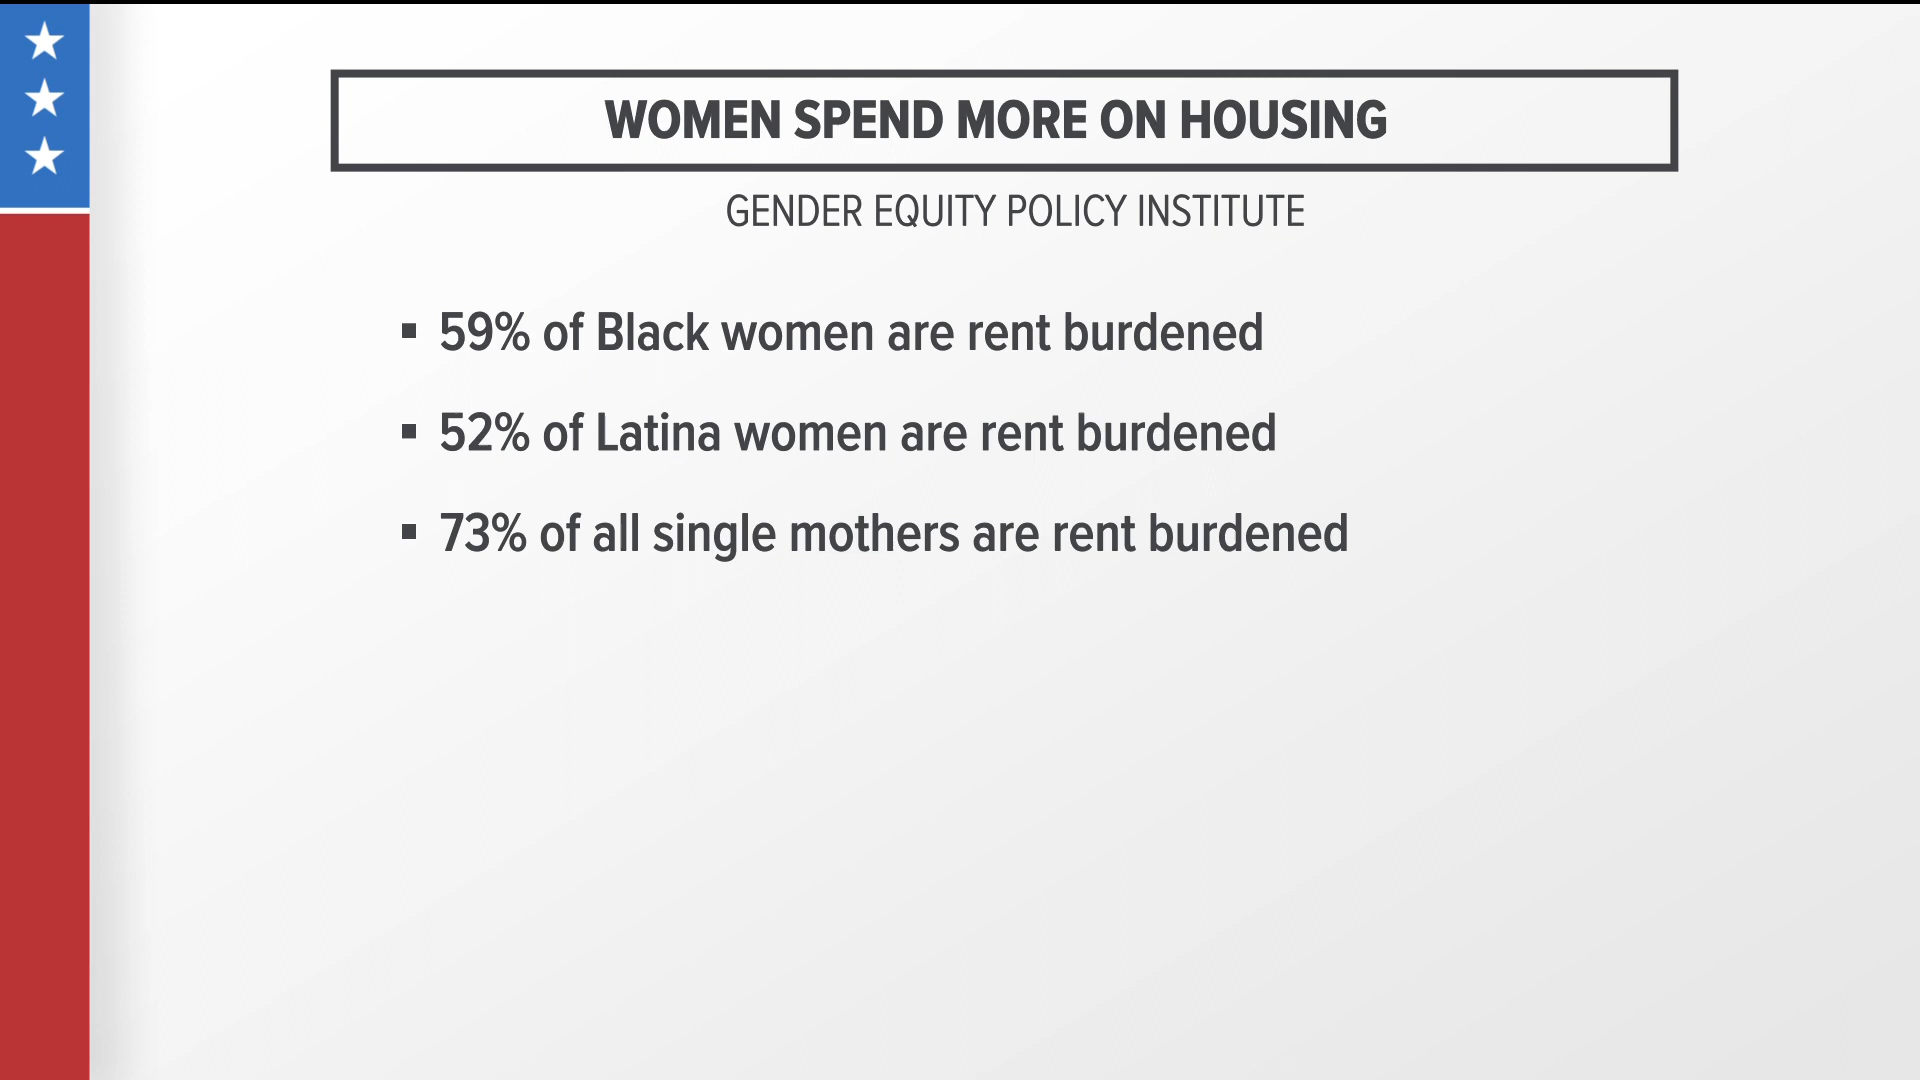 WOMEN SPEND MORE ON HOUSING
GENDER EQUITY POLICY INSTITUTE
▪ 59% of Black women are rent burdened
▪ 52% of Latina women are rent burdened
▪ 73% of all single mothers are rent burdened